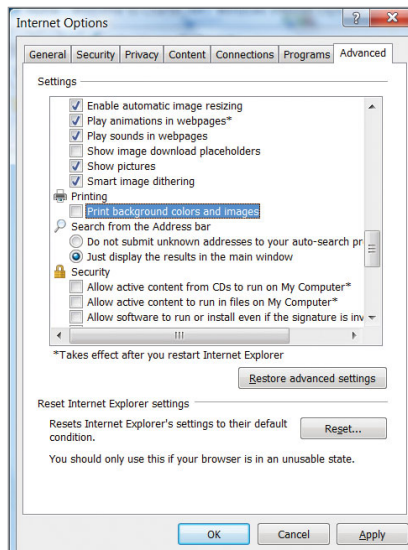 Internet Options
General Security Privacy Content Connections Programs Advanced
Settings
Enable automatic image resizing
Play animations in webpages*
Play sounds in webpages
Show image download placeholders
Show pictures
Smart image dithering
Printing
Print background colors and images
Search from the Address bar
Do not submit unknown addresses to your auto-search pr
Just display the results in the main window
Security
Allow active content from CDs to run on My Computer*
Allow active content to run in files on My Computer*
Allow software to run or install even if the signature is inv
*Takes effect after you restart Internet Explorer
Restore advanced settings
Reset Internet Explorer settings
Resets Internet Explorer's settings to their default
condition.
Reset...
You should only use this if your browser is in an unusable state.
OK Cancel Apply